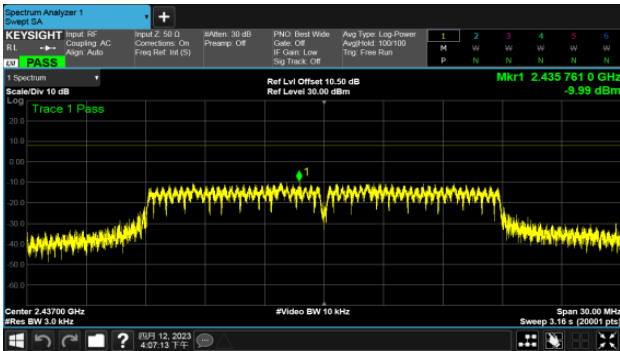 Spectrum Analyzer 1
Swept SA
+
KEYSIGHT
RL
PASS
Input: RF
Coupling: AC
Align: Auto
Input Z: 50 Ω
Corrections: On
Freq Ref: Int (S)
#Atten: 30 dB
Preamp: Off
PNO: Best Wide
Gate: Off
IF Gain: Low
Sig Track: Off
Avg Type: Log-Power
Avg|Hold: 100/100
Trig: Free Run
1 2 3 4 5 6
M W W W W W
P N N N N N
1 Spectrum
Scale/Div 10 dB
Ref Lvl Offset 10.50 dB
Ref Level 30.00 dBm
Mkr1 2.435 761 0 GHz
-9.99 dBm
Log
Trace 1 Pass
20.0
10.0
0.00
-10.0
-20.0
-30.0
-40.0
-50.0
-60.0
1
Center 2.43700 GHz
#Res BW 3.0 kHz
#Video BW 10 kHz
Span 30.00 MHz
Sweep 3.16 s (20001 pts)
?
四月 12, 2023
4:07:13 下午